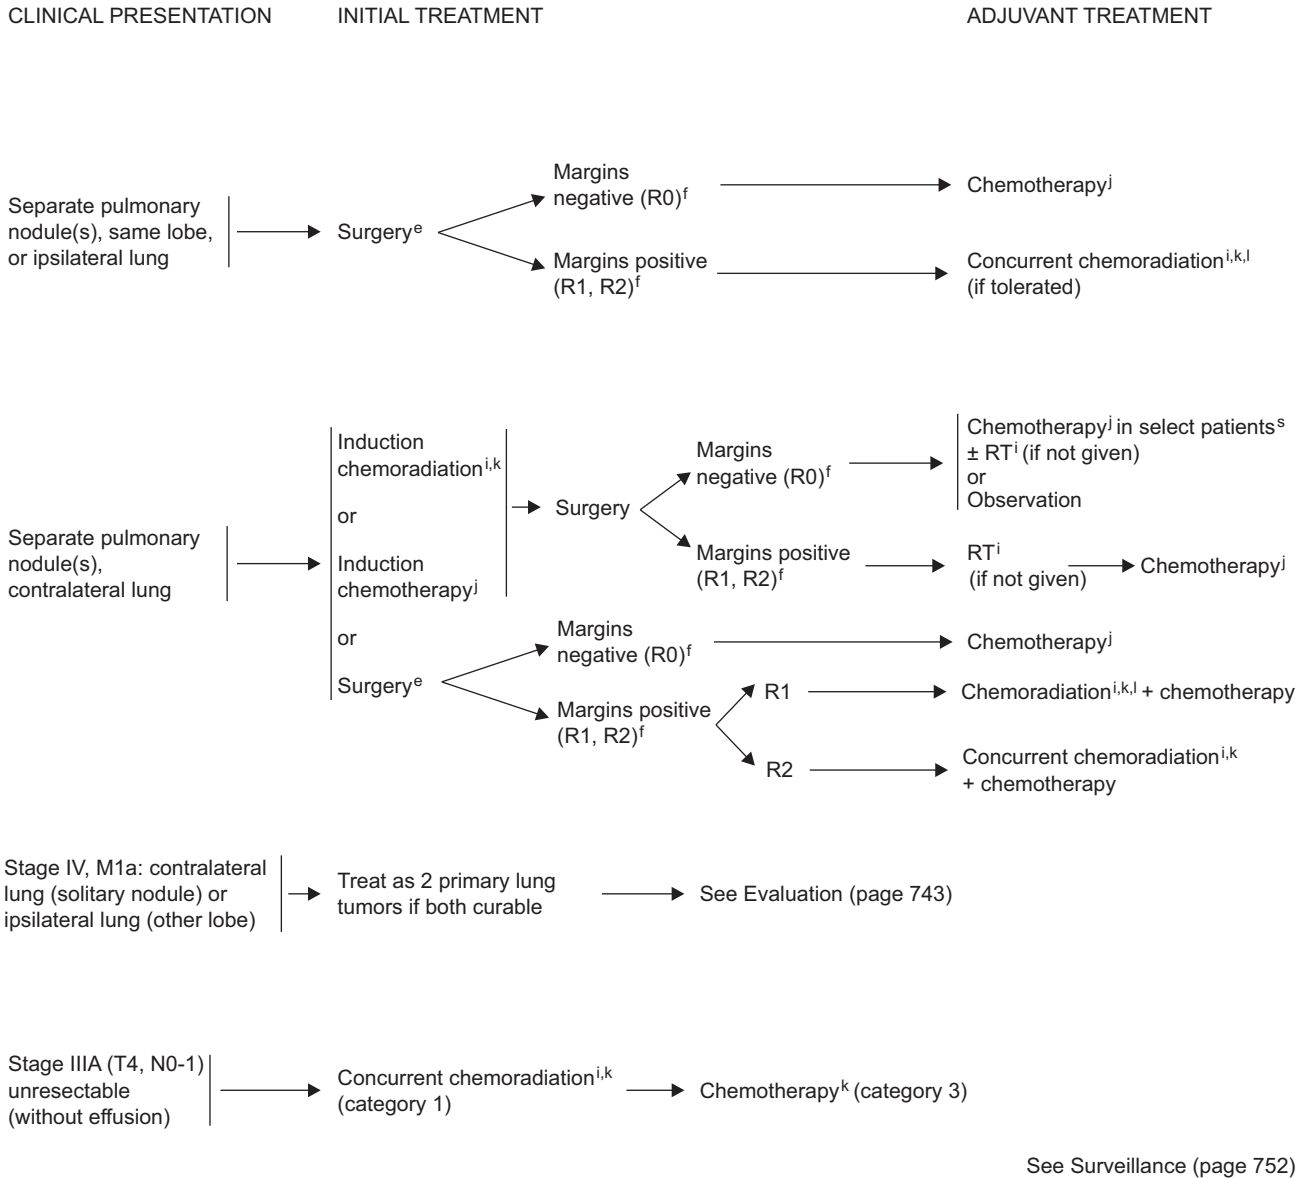 CLINICAL PRESENTATION
INITIAL TREATMENT
ADJUVANT TREATMENT
Separate pulmonary
nodule(s), same lobe,
or ipsilateral lung
Surgery^e
Margins
negative (R0)^f
Chemotherapy^j
Margins positive
(R1, R2)^f
Concurrent chemoradiation^i,k,l
(if tolerated)
Separate pulmonary
nodule(s),
contralateral lung
Induction
chemoradiation^i,k
or
Induction
chemotherapy^j
or
Surgery^e
Surgery
Margins
negative (R0)^f
Chemotherapy^j in select patients^s
± RT^i (if not given)
or
Observation
Margins positive
(R1, R2)^f
RT^i
(if not given)
Chemotherapy^j
Margins
negative (R0)^f
Chemotherapy^j
Margins positive
(R1, R2)^f
R1
Chemoradiation^i,k,l + chemotherapy
R2
Concurrent chemoradiation^i,k
+ chemotherapy
Stage IV, M1a: contralateral
lung (solitary nodule) or
ipsilateral lung (other lobe)
Treat as 2 primary lung
tumors if both curable
See Evaluation (page 743)
Stage IIIA (T4, N0-1)
unresectable
(without effusion)
Concurrent chemoradiation^i,k
(category 1)
Chemotherapy^k (category 3)
See Surveillance (page 752)